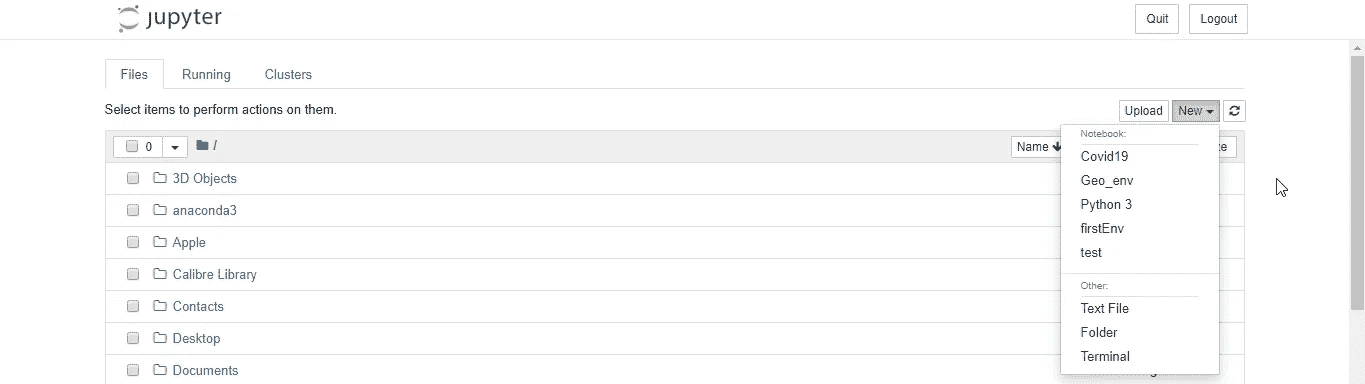 jupyter
Quit Logout
Files Running Clusters
Select items to perform actions on them.
Upload New
0 / Name
Notebook:
Covid19
Geo_env
Python 3
firstEnv
test
Other:
Text File
Folder
Terminal
3D Objects
anaconda3
Apple
Calibre Library
Contacts
Desktop
Documents